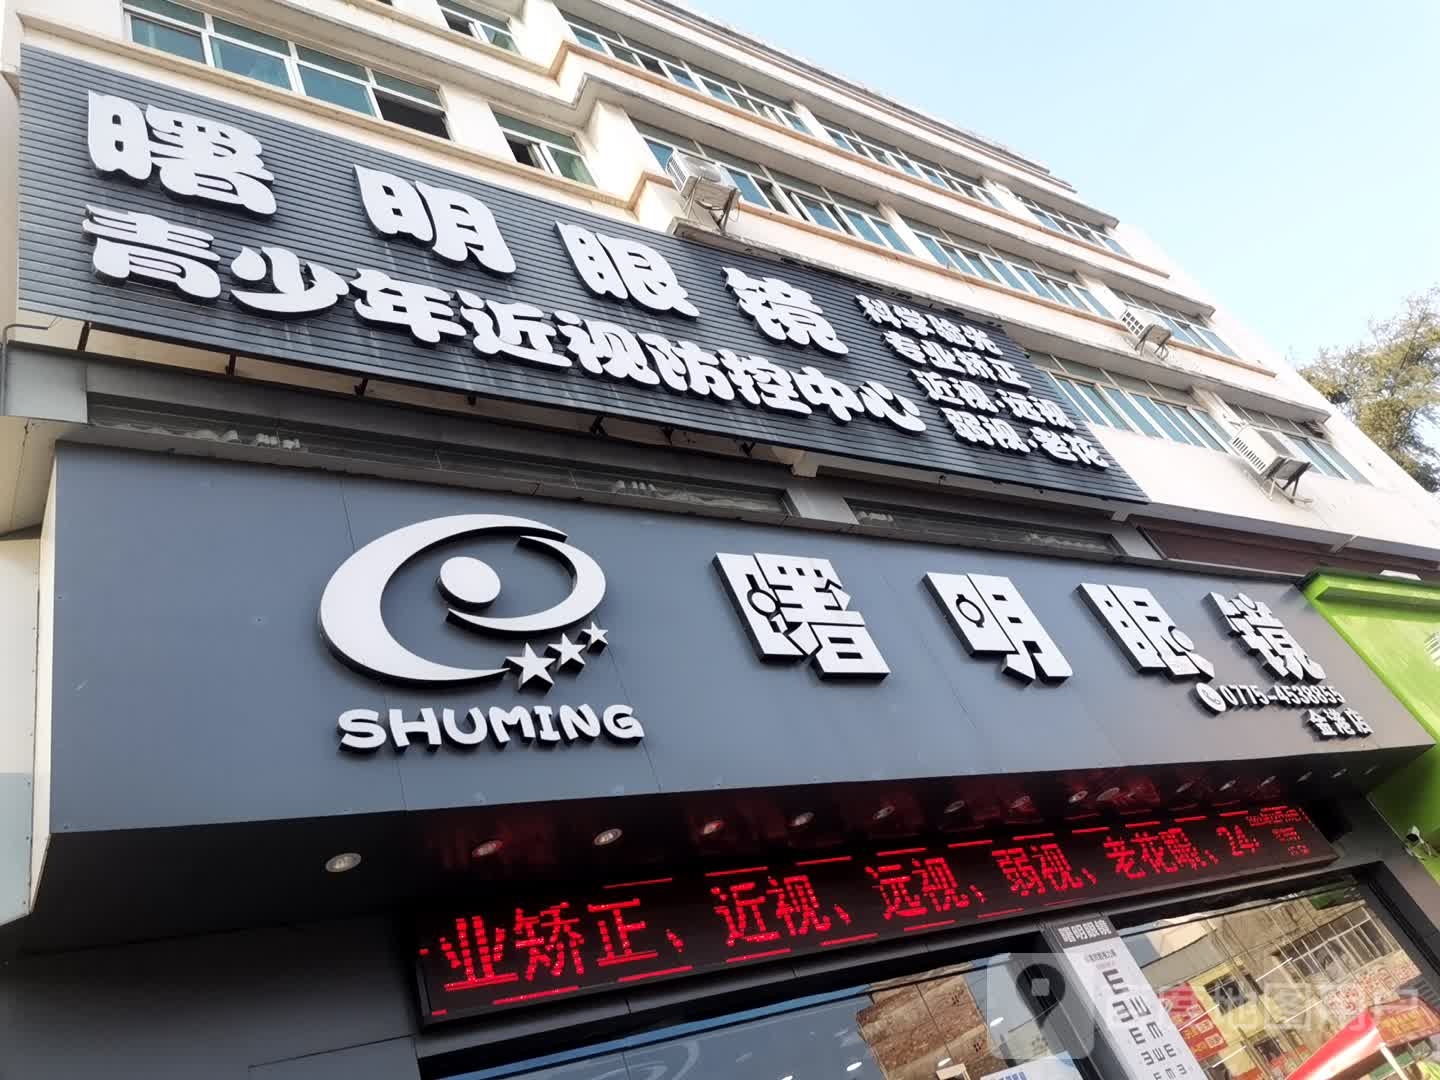 曙明眼镜
青少年近视防控中心
科学验光
专业矫正
近视·远视
弱视·老花
SHUMING
曙明眼镜
0775-4538855
金港店
业矫正、近视、远视、弱视、老花眼、24
曙明眼镜